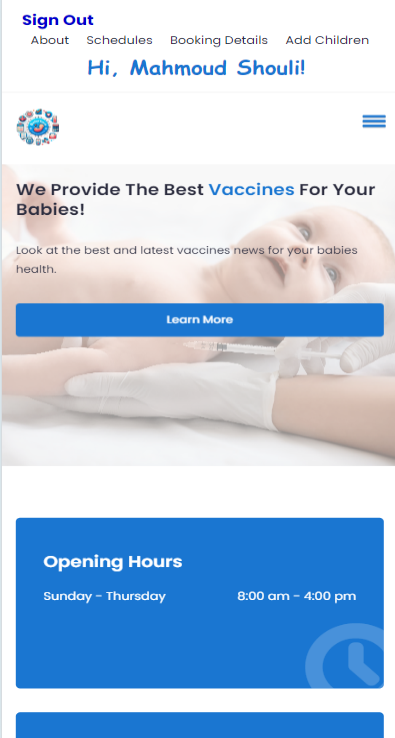 Sign Out
About Schedules Booking Details Add Children
Hi, Mahmoud Shouli!
We Provide The Best Vaccines For Your
Babies!
Look at the best and latest vaccines news for your babies
health.
Learn More
Opening Hours
Sunday - Thursday 8:00 am - 4:00 pm